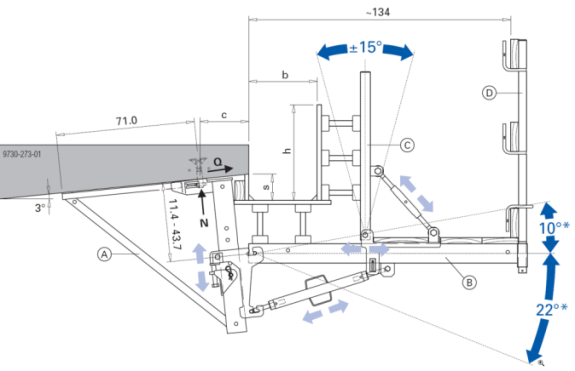 ~134
±15°
b
D
71.0
c
9730-273-01
Q
h
C
s
3°
11.4 - 43.7
N
10°*
A
B
22°*